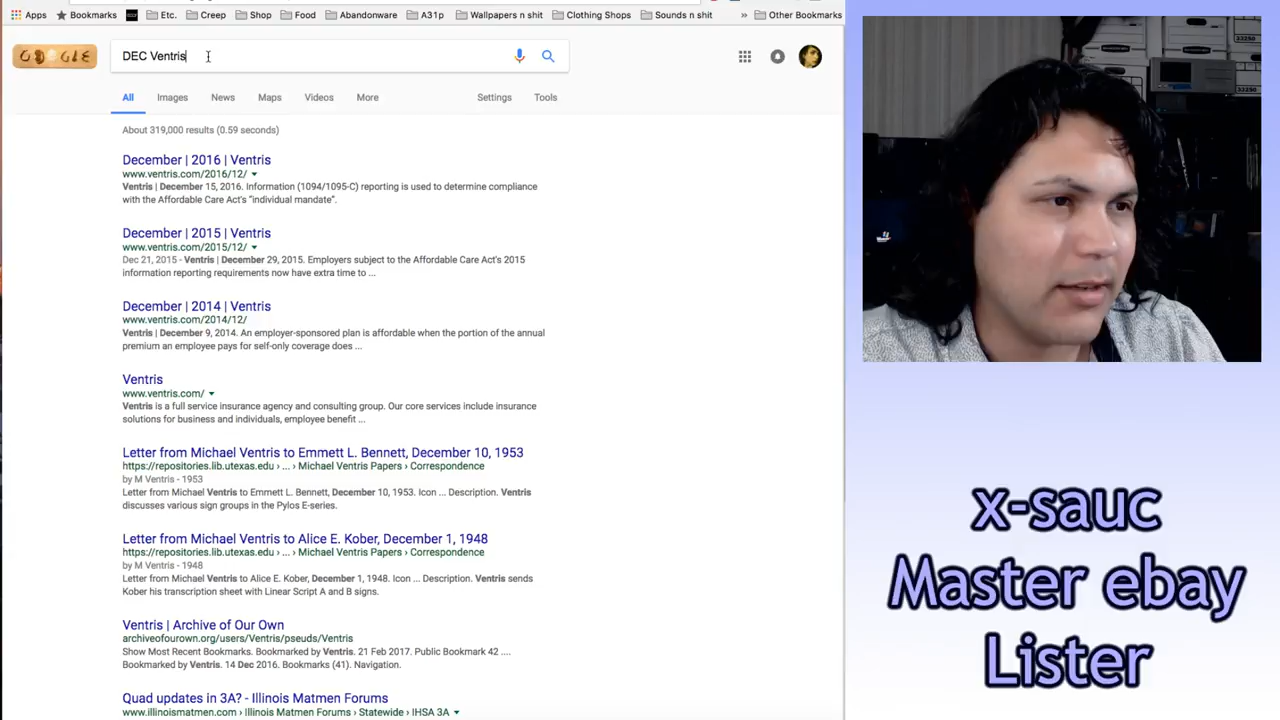 Apps Bookmarks Etc. Creep Shop Food Abandonware A31p Wallpapers n shit Clothing Shops Sounds n shit » Other Bookmarks
GOOGLE DEC Ventris
All Images News Maps Videos More Settings Tools
About 319,000 results (0.59 seconds)
December | 2016 | Ventris
www.ventris.com/2016/12/
Ventris | December 15, 2016. Information (1094/1095-C) reporting is used to determine compliance
with the Affordable Care Act's "individual mandate".
December | 2015 | Ventris
www.ventris.com/2015/12/
Dec 21, 2015 - Ventris | December 29, 2015. Employers subject to the Affordable Care Act's 2015
information reporting requirements now have extra time to ...
December | 2014 | Ventris
www.ventris.com/2014/12/
Ventris | December 9, 2014. An employer-sponsored plan is affordable when the portion of the annual
premium an employee pays for self-only coverage does ...
Ventris
www.ventris.com/
Ventris is a full service insurance agency and consulting group. Our core services include insurance
solutions for business and individuals, employee benefit ...
Letter from Michael Ventris to Emmett L. Bennett, December 10, 1953
https://repositories.lib.utexas.edu › ... › Michael Ventris Papers › Correspondence
by M Ventris - 1953
Letter from Michael Ventris to Emmett L. Bennett, December 10, 1953. Icon ... Description. Ventris
discusses various sign groups in the Pylos E-series.
Letter from Michael Ventris to Alice E. Kober, December 1, 1948
https://repositories.lib.utexas.edu › ... › Michael Ventris Papers › Correspondence
by M Ventris - 1948
Letter from Michael Ventris to Alice E. Kober, December 1, 1948. Icon ... Description. Ventris sends
Kober his transcription sheet with Linear Script A and B signs.
Ventris | Archive of Our Own
archiveofourown.org/users/Ventris/pseuds/Ventris
Show Most Recent Bookmarks. Bookmarked by Ventris. 21 Feb 2017. Public Bookmark 42 ....
Bookmarked by Ventris. 14 Dec 2016. Bookmarks (41). Navigation.
Quad updates in 3A? - Illinois Matmen Forums
www.illinoismatmen.com › Illinois Matmen Forums › Statewide › IHSA 3A
33250
33250
x-sauc
Master ebay
Lister